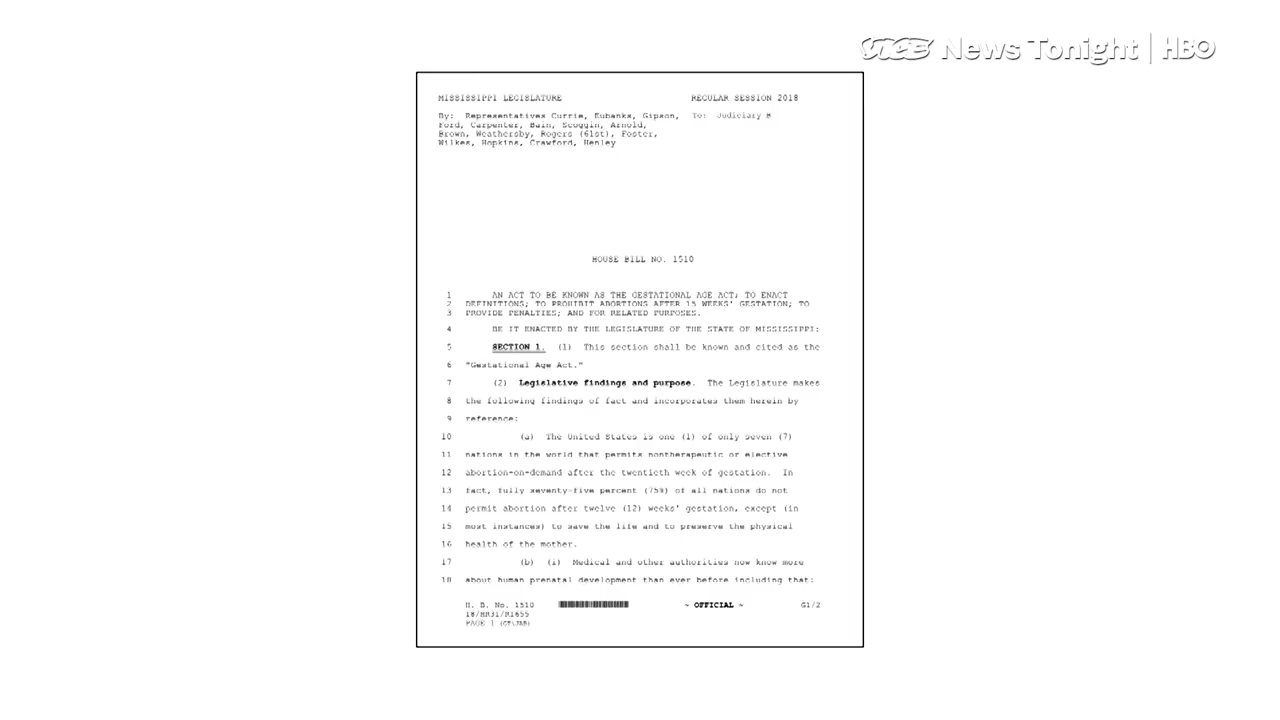 VICE News Tonight | HBO
MISSISSIPPI LEGISLATURE REGULAR SESSION 2018
By: Representatives Currie, Eubanks, Gipson, To: Judiciary B
Ford, Carpenter, Bain, Scoggin, Arnold,
Brown, Weathersby, Rogers (61st), Foster,
Wilkes, Hopkins, Crawford, Henley
HOUSE BILL NO. 1510
1 AN ACT TO BE KNOWN AS THE GESTATIONAL AGE ACT; TO ENACT
2 DEFINITIONS; TO PROHIBIT ABORTIONS AFTER 15 WEEKS' GESTATION; TO
3 PROVIDE PENALTIES; AND FOR RELATED PURPOSES.
4 BE IT ENACTED BY THE LEGISLATURE OF THE STATE OF MISSISSIPPI:
5 SECTION 1. (1) This section shall be known and cited as the
6 "Gestational Age Act."
7 (2) Legislative findings and purpose. The Legislature makes
8 the following findings of fact and incorporates them herein by
9 reference:
10 (a) The United States is one (1) of only seven (7)
11 nations in the world that permits nontherapeutic or elective
12 abortion-on-demand after the twentieth week of gestation. In
13 fact, fully seventy-five percent (75%) of all nations do not
14 permit abortion after twelve (12) weeks' gestation, except (in
15 most instances) to save the life and to preserve the physical
16 health of the mother.
17 (b) (i) Medical and other authorities now know more
18 about human prenatal development than ever before including that:
H. B. No. 1510 ~ OFFICIAL ~ G1/2
18/HR31/R1655
PAGE 1 (GT\JAB)